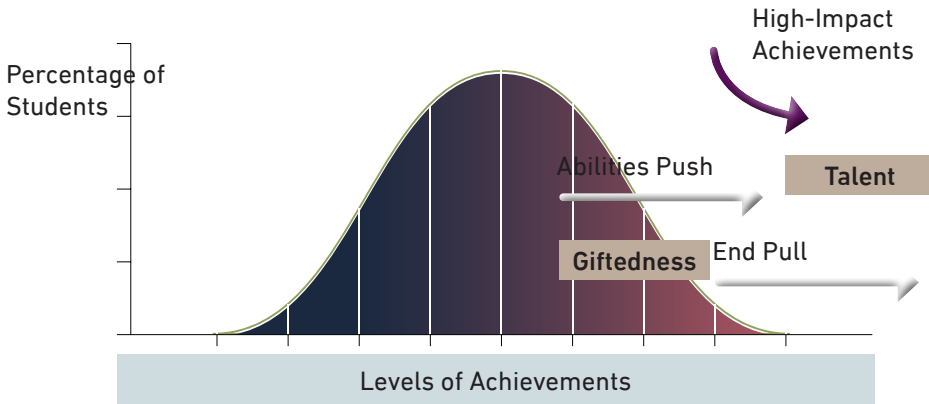 High-Impact
Achievements
Percentage of
Students
Abilities Push
Talent
Giftedness
End Pull
Levels of Achievements